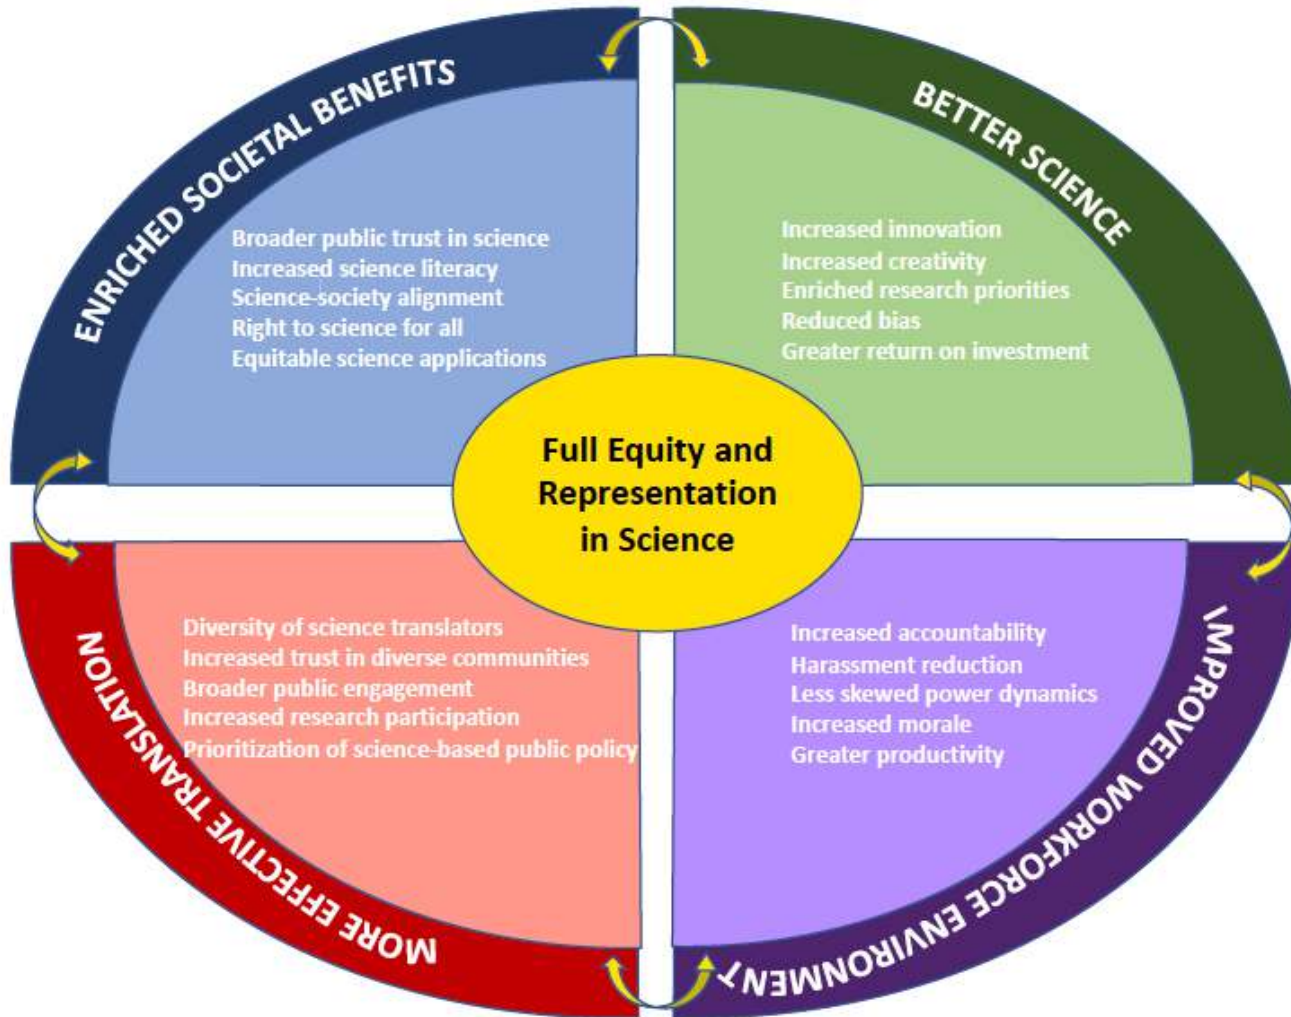 ENRICHED SOCIETAL BENEFITS
Broader public trust in science
Increased science literacy
Science-society alignment
Right to science for all
Equitable science applications
BETTER SCIENCE
Increased innovation
Increased creativity
Enriched research priorities
Reduced bias
Greater return on investment
Full Equity and
Representation
in Science
MORE EFFECTIVE TRANSLATION
Diversity of science translators
Increased trust in diverse communities
Broader public engagement
Increased research participation
Prioritization of science-based public policy
IMPROVED WORKFORCE ENVIRONMENT
Increased accountability
Harassment reduction
Less skewed power dynamics
Increased morale
Greater productivity